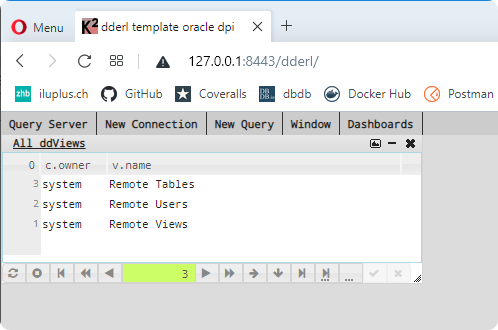 Menu
K2 dderl template oracle dpi
127.0.0.1:8443/dderl/
zhb iluplus.ch GitHub Coveralls dbdb Docker Hub Postman
Query Server New Connection New Query Window Dashboards
All ddViews
0 c.owner v.name
3 system Remote Tables
2 system Remote Users
1 system Remote Views
3
... ...